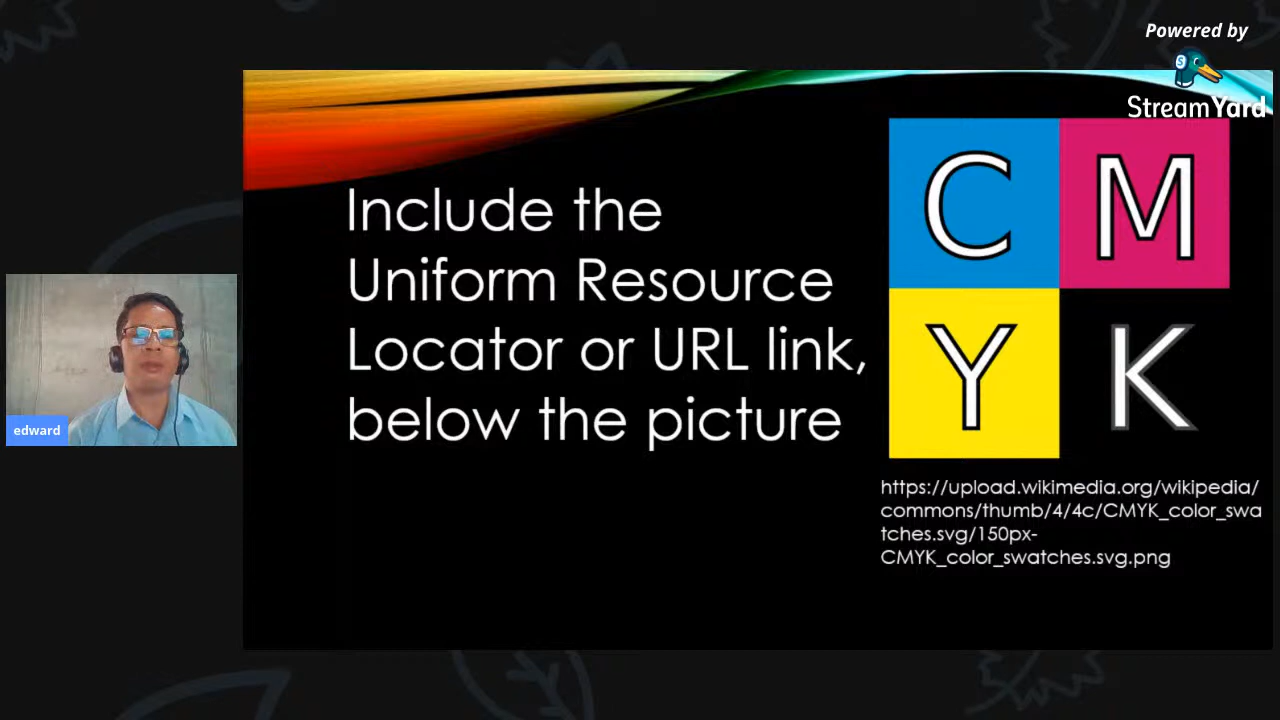 Powered by
StreamYard
Include the
Uniform Resource
Locator or URL link,
below the picture
C M
Y K
https://upload.wikimedia.org/wikipedia/
commons/thumb/4/4c/CMYK_color_swa
tches.svg/150px-
CMYK_color_swatches.svg.png
edward